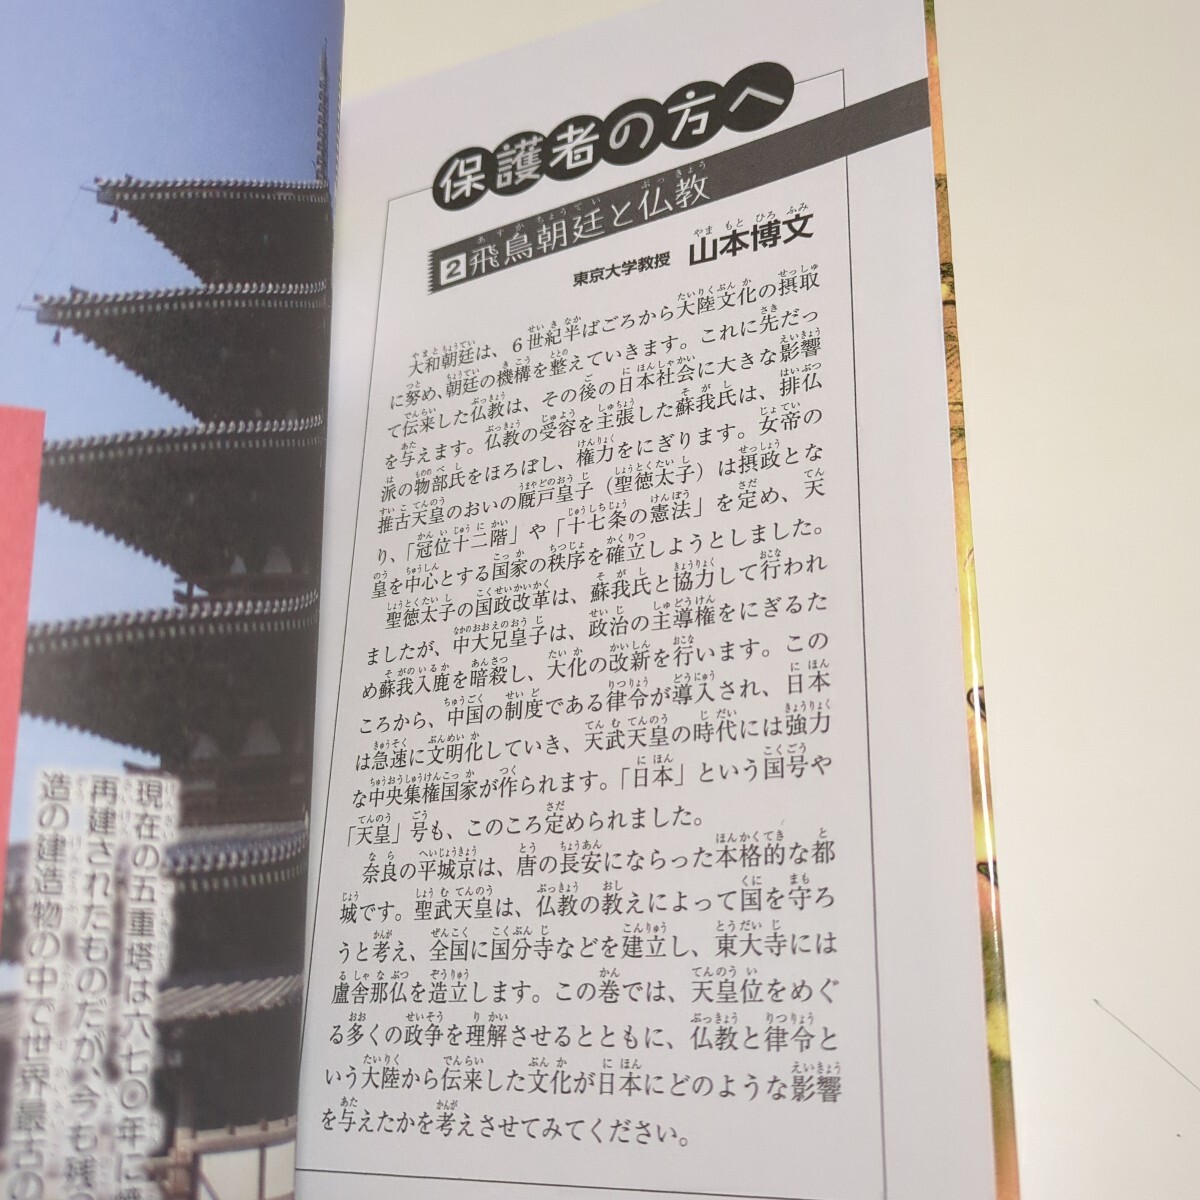 保護者の方へ
2 飛鳥朝廷と仏教
東京大学教授 山本博文
大和朝廷は、6世紀半ばごろから大陸文化の摂取
に努め、朝廷の機構を整えていきます。これに先だっ
て伝来した仏教は、その後の日本社会に大きな影響
を与えます。仏教の受容を主張した蘇我氏は、排仏
派の物部氏をほろぼし、権力をにぎります。女帝の
推古天皇のおいの厩戸皇子（聖徳太子）は摂政とな
り、「冠位十二階」や「十七条の憲法」を定め、天
皇を中心とする国家の秩序を確立しようとしました。
聖徳太子の国政改革は、蘇我氏と協力して行われ
ましたが、中大兄皇子は、政治の主導権をにぎるた
め蘇我入鹿を暗殺し、大化の改新を行います。この
ころから、中国の制度である律令が導入され、日本
は急速に文明化していき、天武天皇の時代には強力
な中央集権国家が作られます。「日本」という国号や
「天皇」号も、このころ定められました。
奈良の平城京は、唐の長安にならった本格的な都
城です。聖武天皇は、仏教の教えによって国を守ろ
うと考え、全国に国分寺などを建立し、東大寺には
盧舎那仏を造立します。この巻では、天皇位をめぐ
る多くの政争を理解させるとともに、仏教と律令と
いう大陸から伝来した文化が日本にどのような影響
を与えたかを考えさせてみてください。
現在の五重塔は六七〇年に
再建されたものだが、今も残
造の建造物の中で世界最古の